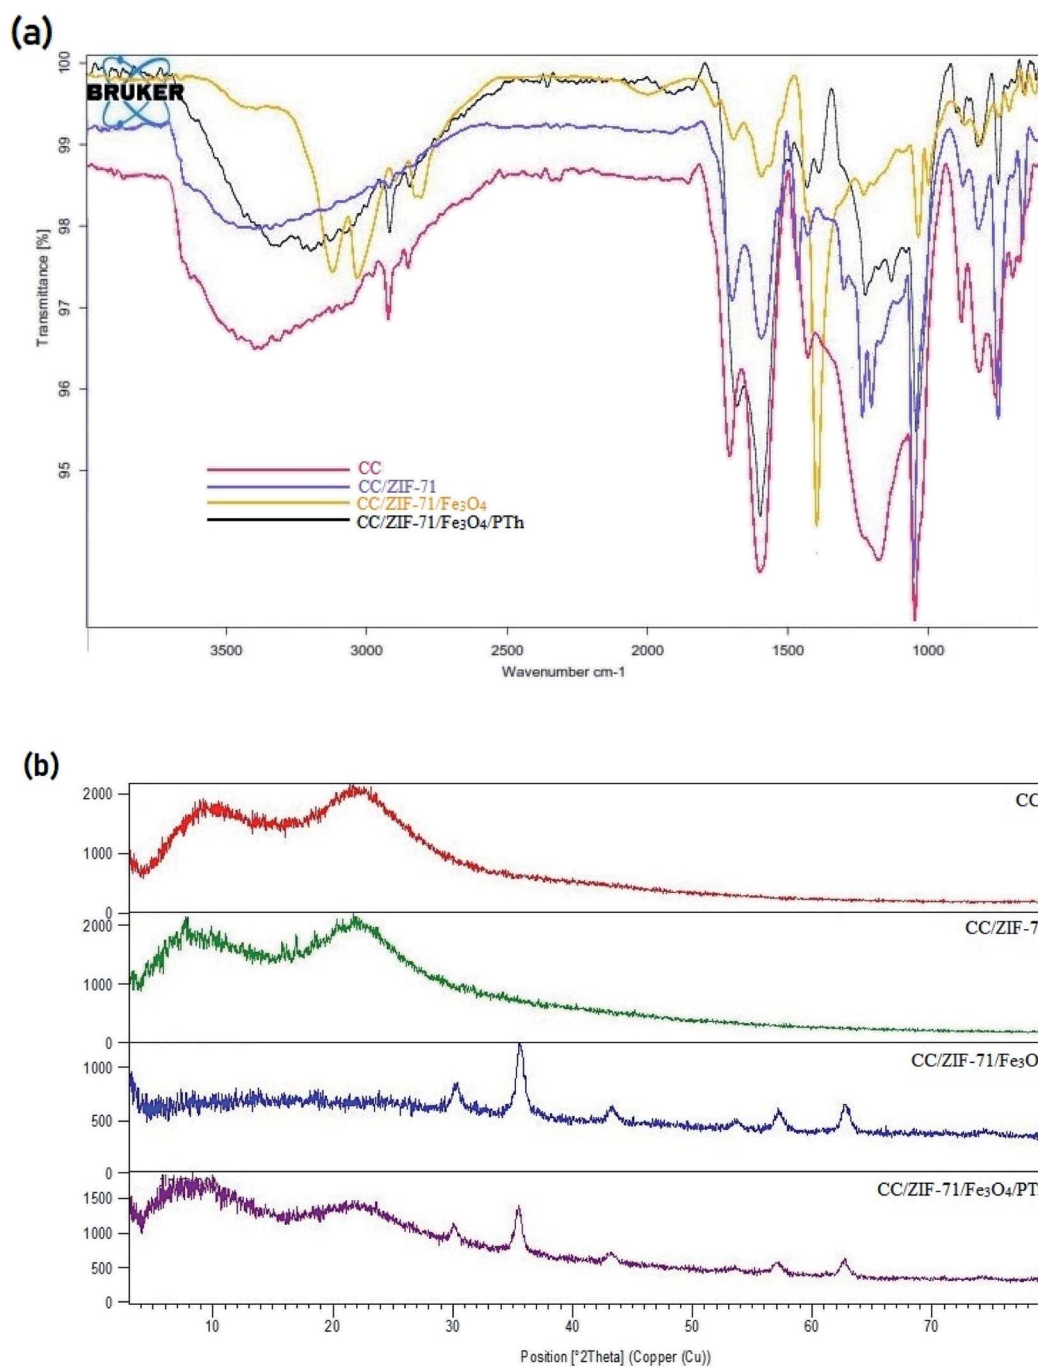 (a)
BRUKER
100
99
98
97
96
95
Transmittance [%]
CC
CC/ZIF-71
CC/ZIF-71/Fe₃O₄
CC/ZIF-71/Fe₃O₄/PTh
3500
3000
2500
2000
1500
1000
Wavenumber cm-1
(b)
2000
1000
0
CC
2000
1000
0
CC/ZIF-7
1000
500
0
CC/ZIF-71/Fe₃O
1500
1000
500
0
CC/ZIF-71/Fe₃O₄/PT
10
20
30
40
50
60
70
Position [°2Theta] (Copper (Cu))